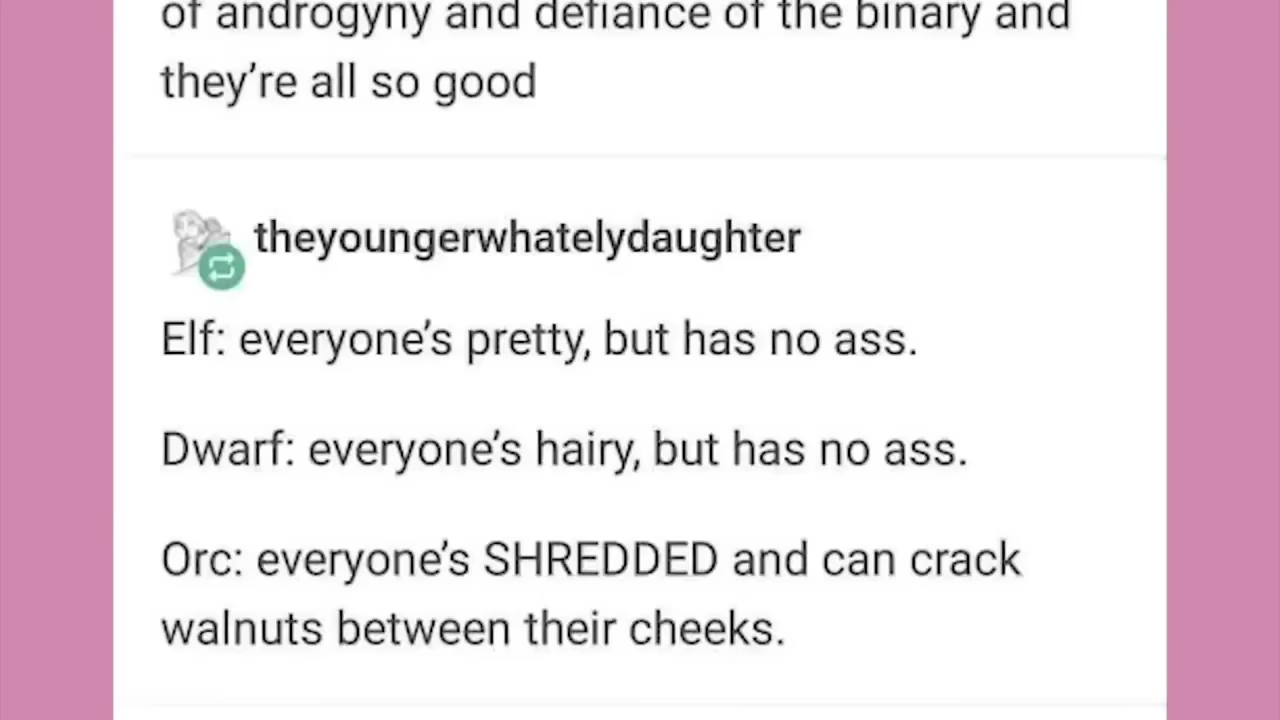 of androgyny and defiance of the binary and
they’re all so good
theyoungerwhatelydaughter
Elf: everyone’s pretty, but has no ass.
Dwarf: everyone’s hairy, but has no ass.
Orc: everyone’s SHREDDED and can crack
walnuts between their cheeks.